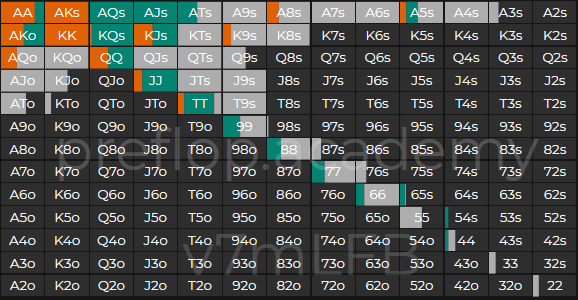 AA AKs AQs AJs ATs A9s A8s A7s A6s A5s A4s A3s A2s
AKo KK KQs KJs KTs K9s K8s K7s K6s K5s K4s K3s K2s
AQo KQo QQ QJs QTs Q9s Q8s Q7s Q6s Q5s Q4s Q3s Q2s
AJo KJo QJo JJ JTs J9s J8s J7s J6s J5s J4s J3s J2s
ATo KTo QTo JTo TT T9s T8s T7s T6s T5s T4s T3s T2s
A9o K9o Q9o J9o T9o 99 98s 97s 96s 95s 94s 93s 92s
A8o K8o Q8o J8o T8o 98o 88 87s 86s 85s 84s 83s 82s
preflop.academy
A7o K7o Q7o J7o T7o 97o 87o 77 76s 75s 74s 73s 72s
A6o K6o Q6o J6o T6o 96o 86o 76o 66 65s 64s 63s 62s
A5o K5o Q5o J5o T5o 95o 85o 75o 65o 55 54s 53s 52s
A4o K4o Q4o J4o T4o 94o 84o 74o 64o 54o 44 43s 42s
v7mLFB
A3o K3o Q3o J3o T3o 93o 83o 73o 63o 53o 43o 33 32s
A2o K2o Q2o J2o T2o 92o 82o 72o 62o 52o 42o 32o 22